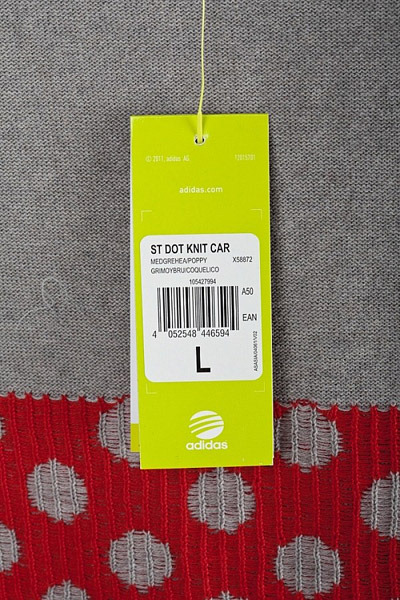 (C) 2011, adidas AG
adidas.com
ST DOT KNIT CAR
MEDGREHEA/POPPY X56872
GRIMOYBRU/COQUELICO
105427994
A50
EAN
4 052548 446594
L
adidas